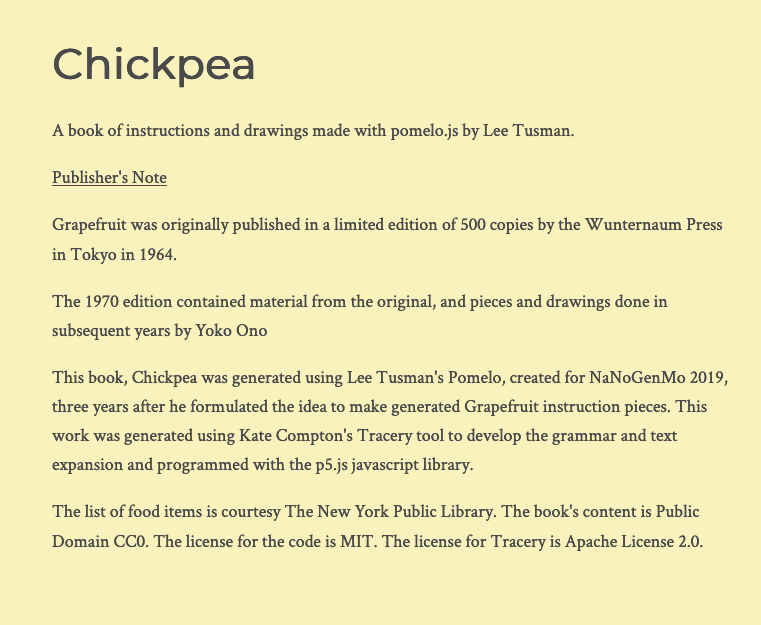 Chickpea
A book of instructions and drawings made with pomelo.js by Lee Tusman.
Publisher's Note
Grapefruit was originally published in a limited edition of 500 copies by the Wunternaum Press
in Tokyo in 1964.
The 1970 edition contained material from the original, and pieces and drawings done in
subsequent years by Yoko Ono
This book, Chickpea was generated using Lee Tusman's Pomelo, created for NaNoGenMo 2019,
three years after he formulated the idea to make generated Grapefruit instruction pieces. This
work was generated using Kate Compton's Tracery tool to develop the grammar and text
expansion and programmed with the p5.js javascript library.
The list of food items is courtesy The New York Public Library. The book's content is Public
Domain CC0. The license for the code is MIT. The license for Tracery is Apache License 2.0.